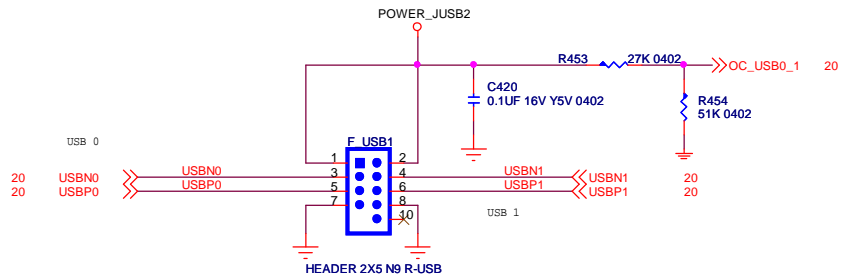 POWER_JUSB2
R453 27K 0402 OC_USB0_1 20
C420
0.1UF 16V Y5V 0402
R454
51K 0402
USB 0
F_USB1
1 2
20 USBN0 USBN0 3 4 USBN1 USBN1 20
20 USBP0 USBP0 5 6 USBP1 USBP1 20
7 8
10 USB 1
HEADER 2X5 N9 R-USB